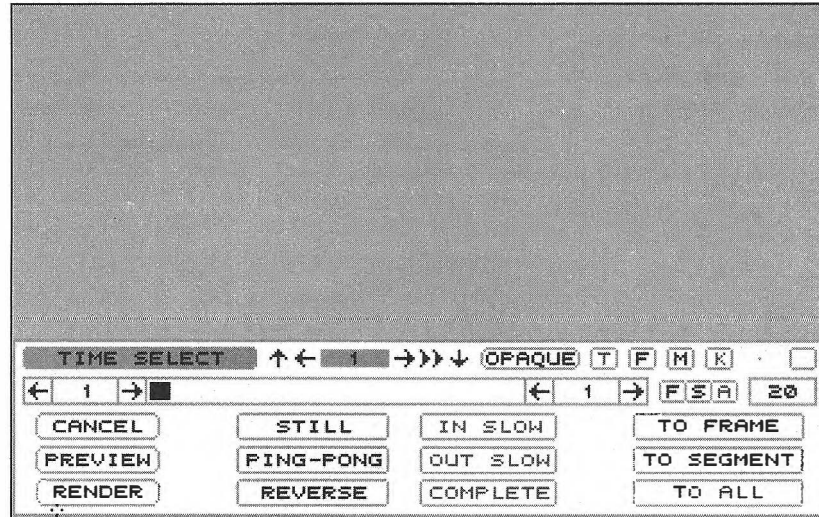 TIME SELECT ↑ ← 1 → >> ↓ OPAQUE T F M K
← 1 → ← 1 → F S A 20
CANCEL STILL IN SLOW TO FRAME
PREVIEW PING-PONG OUT SLOW TO SEGMENT
RENDER REVERSE COMPLETE TO ALL